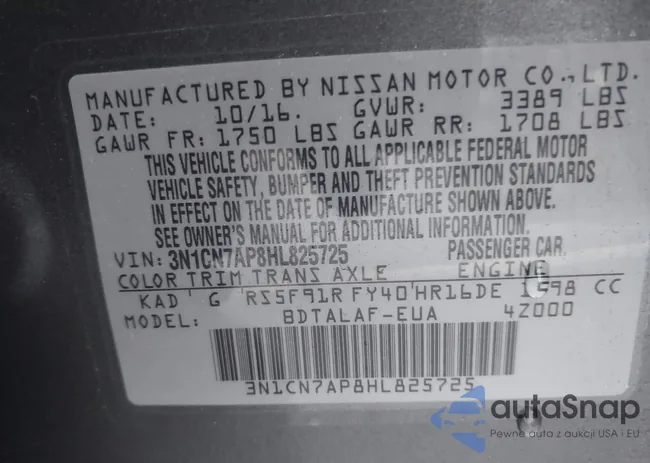 MANUFACTURED BY NISSAN MOTOR CO., LTD.
DATE: 10/16. GVWR: 3389 LBS
GAWR FR: 1750 LBS GAWR RR: 1708 LBS
THIS VEHICLE CONFORMS TO ALL APPLICABLE FEDERAL MOTOR
VEHICLE SAFETY, BUMPER AND THEFT PREVENTION STANDARDS
IN EFFECT ON THE DATE OF MANUFACTURE SHOWN ABOVE.
SEE OWNER'S MANUAL FOR ADDITIONAL INFORMATION.
VIN: 3N1CN7AP8HL825725 PASSENGER CAR
COLOR TRIM TRANS AXLE ENGINE
KAD G RS5F91R FY40 HR16DE 1598 CC
MODEL: BDTALAF-EUA 4Z000
3N1CN7AP8HL825725
autoSnap
Pewne auta z aukcji USA i EU